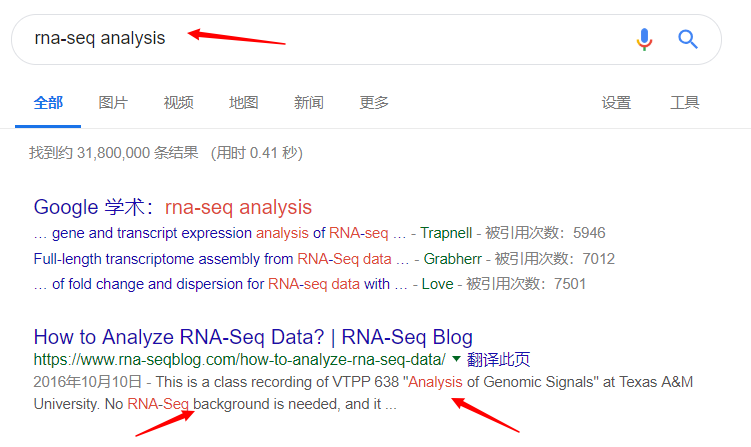 rna-seq analysis
全部 图片 视频 地图 新闻 更多 设置 工具
找到约 31,800,000 条结果 （用时 0.41 秒）
Google 学术：rna-seq analysis
... gene and transcript expression analysis of RNA-seq ... - Trapnell - 被引用次数：5946
Full-length transcriptome assembly from RNA-Seq data ... - Grabherr - 被引用次数：7012
... of fold change and dispersion for RNA-seq data with ... - Love - 被引用次数：7501
How to Analyze RNA-Seq Data? | RNA-Seq Blog
https://www.rna-seqblog.com/how-to-analyze-rna-seq-data/ 翻译此页
2016年10月10日 - This is a class recording of VTPP 638 "Analysis of Genomic Signals" at Texas A&M
University. No RNA-Seq background is needed, and it ...